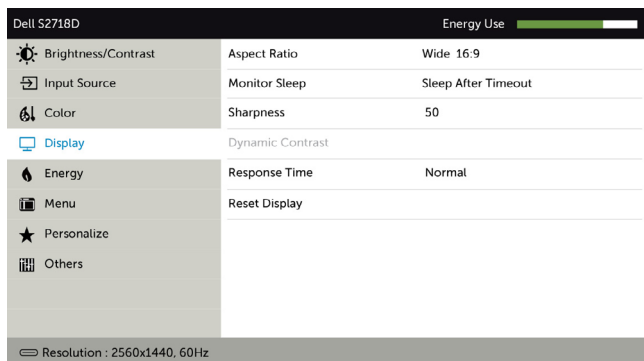 Dell S2718D Energy Use
Brightness/Contrast Aspect Ratio Wide 16:9
Input Source Monitor Sleep Sleep After Timeout
Color Sharpness 50
Display Dynamic Contrast
Energy Response Time Normal
Menu Reset Display
Personalize
Others
Resolution : 2560x1440, 60Hz